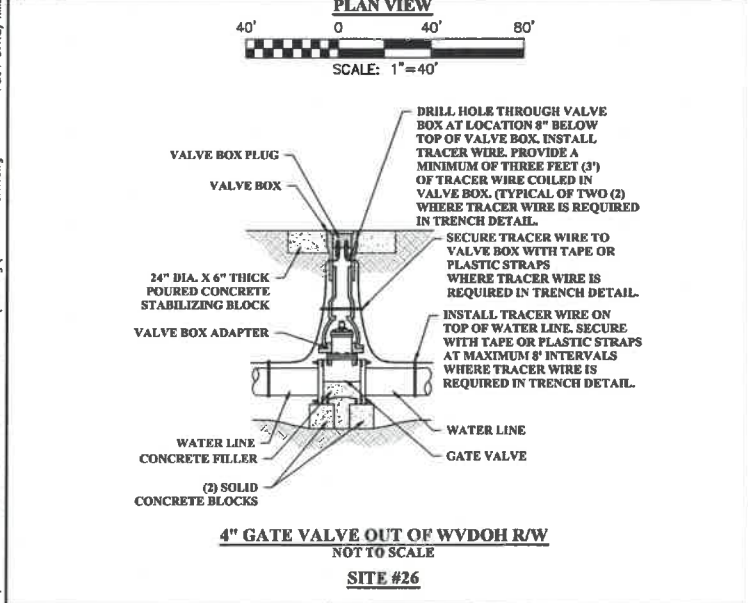 PLAN VIEW
40' 0 40' 80'
SCALE: 1"=40'
DRILL HOLE THROUGH VALVE
BOX AT LOCATION 8" BELOW
TOP OF VALVE BOX. INSTALL
TRACER WIRE. PROVIDE A
MINIMUM OF THREE FEET (3')
OF TRACER WIRE COILED IN
VALVE BOX. (TYPICAL OF TWO (2)
WHERE TRACER WIRE IS REQUIRED
IN TRENCH DETAIL.
VALVE BOX PLUG
VALVE BOX
SECURE TRACER WIRE TO
VALVE BOX WITH TAPE OR
PLASTIC STRAPS
WHERE TRACER WIRE IS
REQUIRED IN TRENCH DETAIL.
24" DIA. X 6" THICK
POURED CONCRETE
STABILIZING BLOCK
VALVE BOX ADAPTER
INSTALL TRACER WIRE ON
TOP OF WATER LINE. SECURE
WITH TAPE OR PLASTIC STRAPS
AT MAXIMUM 8' INTERVALS
WHERE TRACER WIRE IS
REQUIRED IN TRENCH DETAIL.
WATER LINE
CONCRETE FILLER
(2) SOLID
CONCRETE BLOCKS
WATER LINE
GATE VALVE
4" GATE VALVE OUT OF WVDOH R/W
NOT TO SCALE
SITE #26